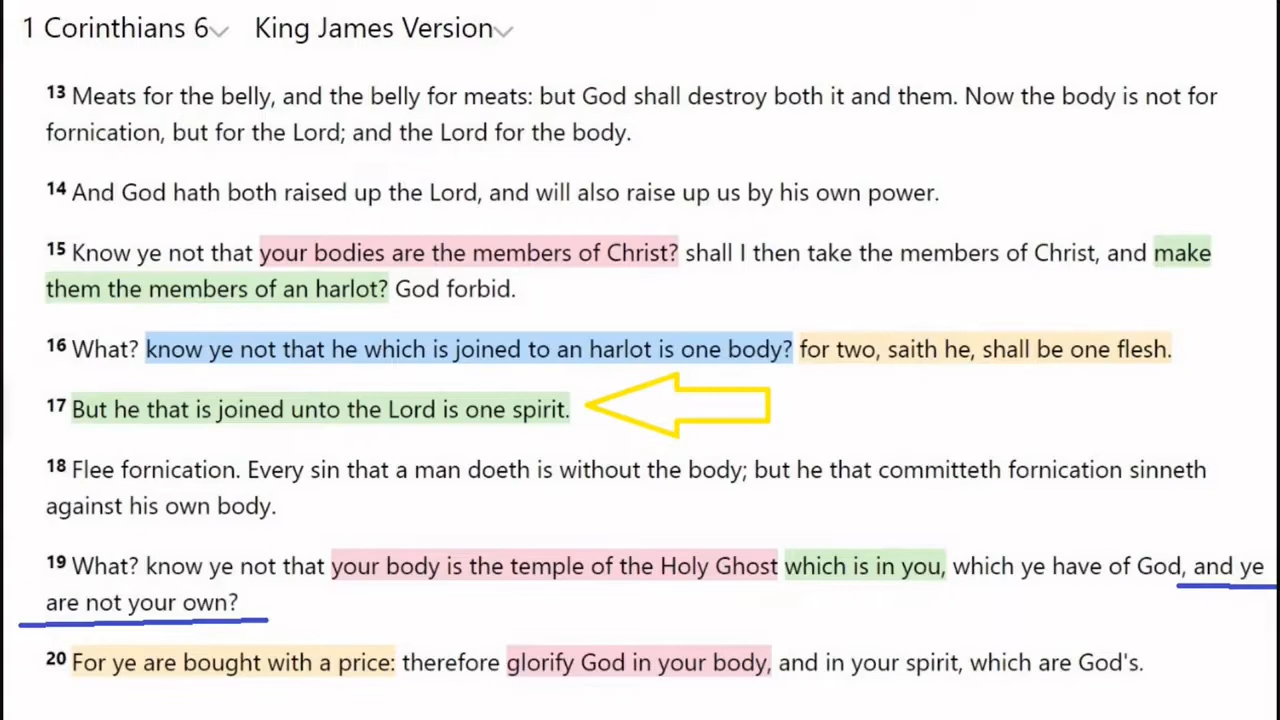 1 Corinthians 6 King James Version
13 Meats for the belly, and the belly for meats: but God shall destroy both it and them. Now the body is not for
fornication, but for the Lord; and the Lord for the body.
14 And God hath both raised up the Lord, and will also raise up us by his own power.
15 Know ye not that your bodies are the members of Christ? shall I then take the members of Christ, and make
them the members of an harlot? God forbid.
16 What? know ye not that he which is joined to an harlot is one body? for two, saith he, shall be one flesh.
17 But he that is joined unto the Lord is one spirit.
18 Flee fornication. Every sin that a man doeth is without the body; but he that committeth fornication sinneth
against his own body.
19 What? know ye not that your body is the temple of the Holy Ghost which is in you, which ye have of God, and ye
are not your own?
20 For ye are bought with a price: therefore glorify God in your body, and in your spirit, which are God's.